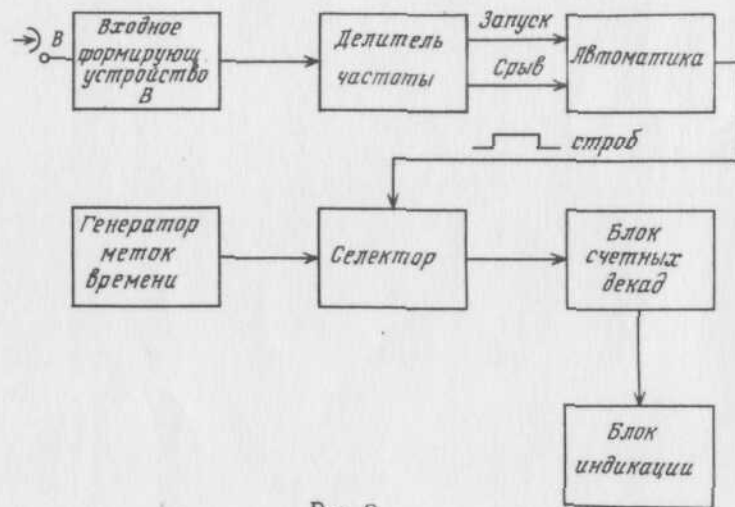 В
Входное
формирующ
устройство
В
Делитель
частоты
Запуск
Срыв
Автоматика
строб
Генератор
меток
времени
Селектор
Блок
счетных
декад
Блок
индикации